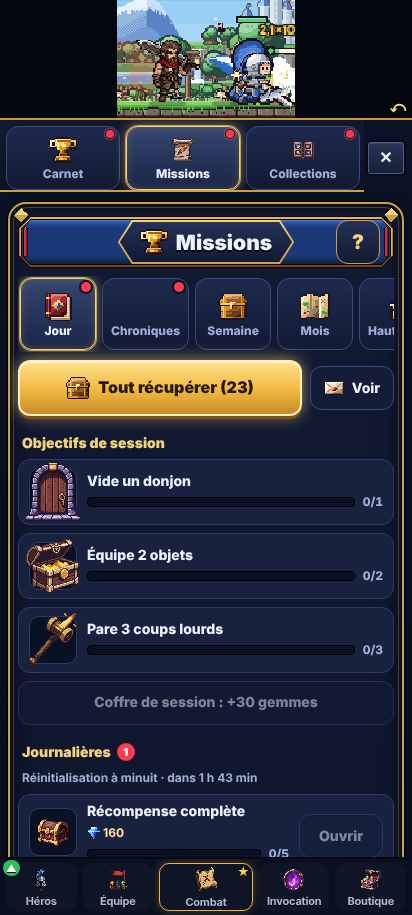 2,1×10
Carnet
Missions
Collections
×
Missions
?
Jour
Chroniques
Semaine
Mois
Haut
Tout récupérer (23)
Voir
Objectifs de session
Vide un donjon
0/1
Équipe 2 objets
0/2
Pare 3 coups lourds
0/3
Coffre de session : +30 gemmes
Journalières 1
Réinitialisation à minuit · dans 1 h 43 min
Récompense complète
160
Ouvrir
0/5
Héros
Équipe
Combat
Invocation
Boutique